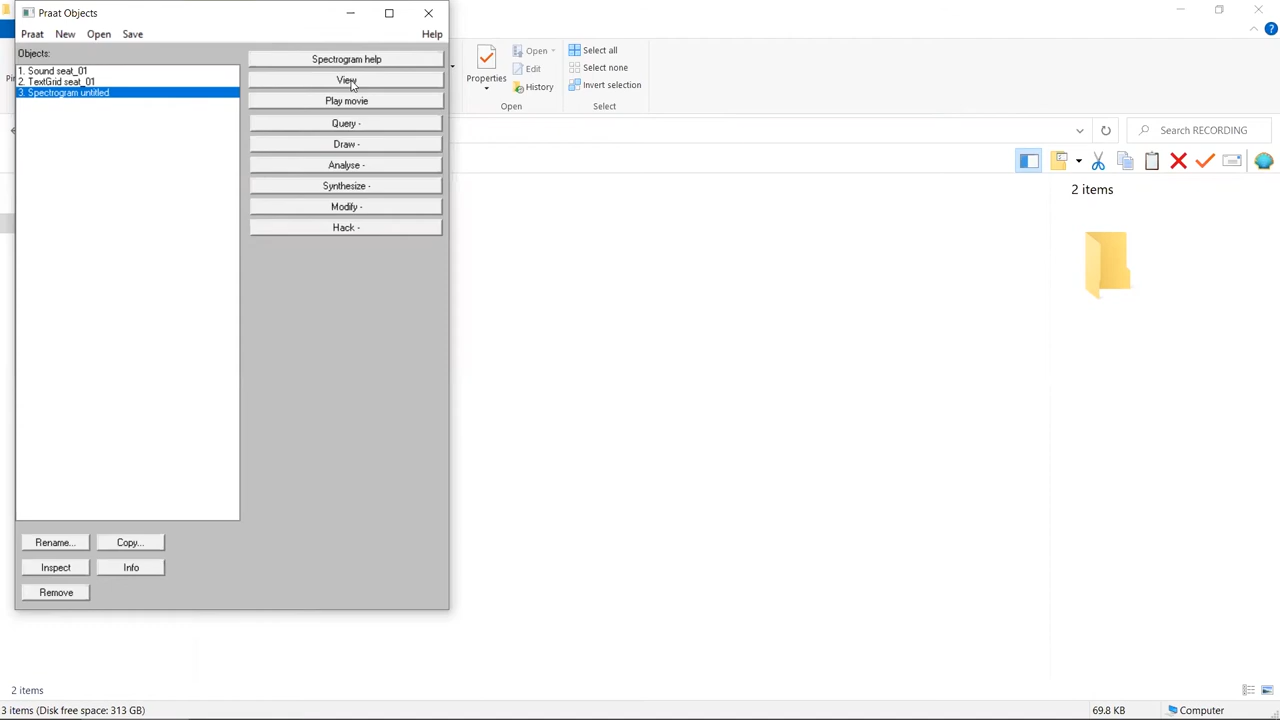 Praat Objects
Praat New Open Save Help
Objects:
1. Sound seat_01
2. TextGrid seat_01
3. Spectrogram untitled
Spectrogram help
View
Play movie
Query -
Draw -
Analyse -
Synthesize -
Modify -
Hack -
Rename... Copy...
Inspect Info
Remove
Properties
Open
Edit
History
Open
Select all
Select none
Invert selection
Select
Search RECORDING
2 items
2 items
3 items (Disk free space: 313 GB) 69.8 KB Computer